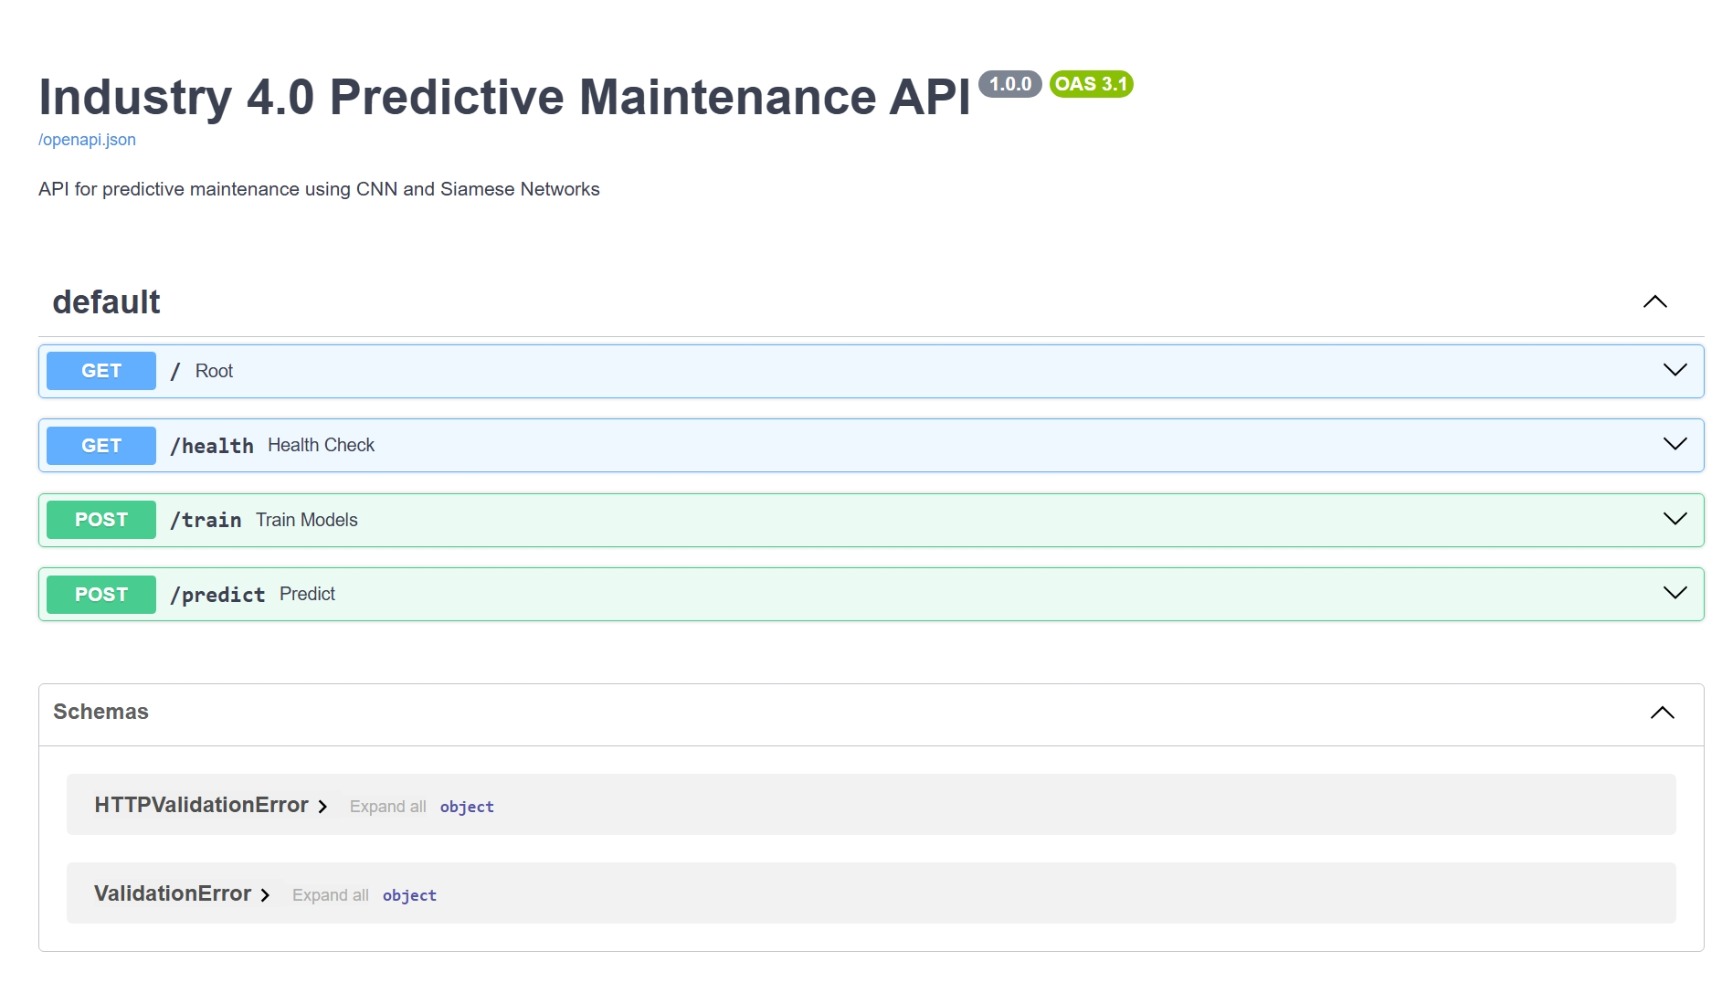 Industry 4.0 Predictive Maintenance API 1.0.0 OAS 3.1
/openapi.json
API for predictive maintenance using CNN and Siamese Networks
default
GET / Root
GET /health Health Check
POST /train Train Models
POST /predict Predict
Schemas
HTTPValidationError Expand all object
ValidationError Expand all object